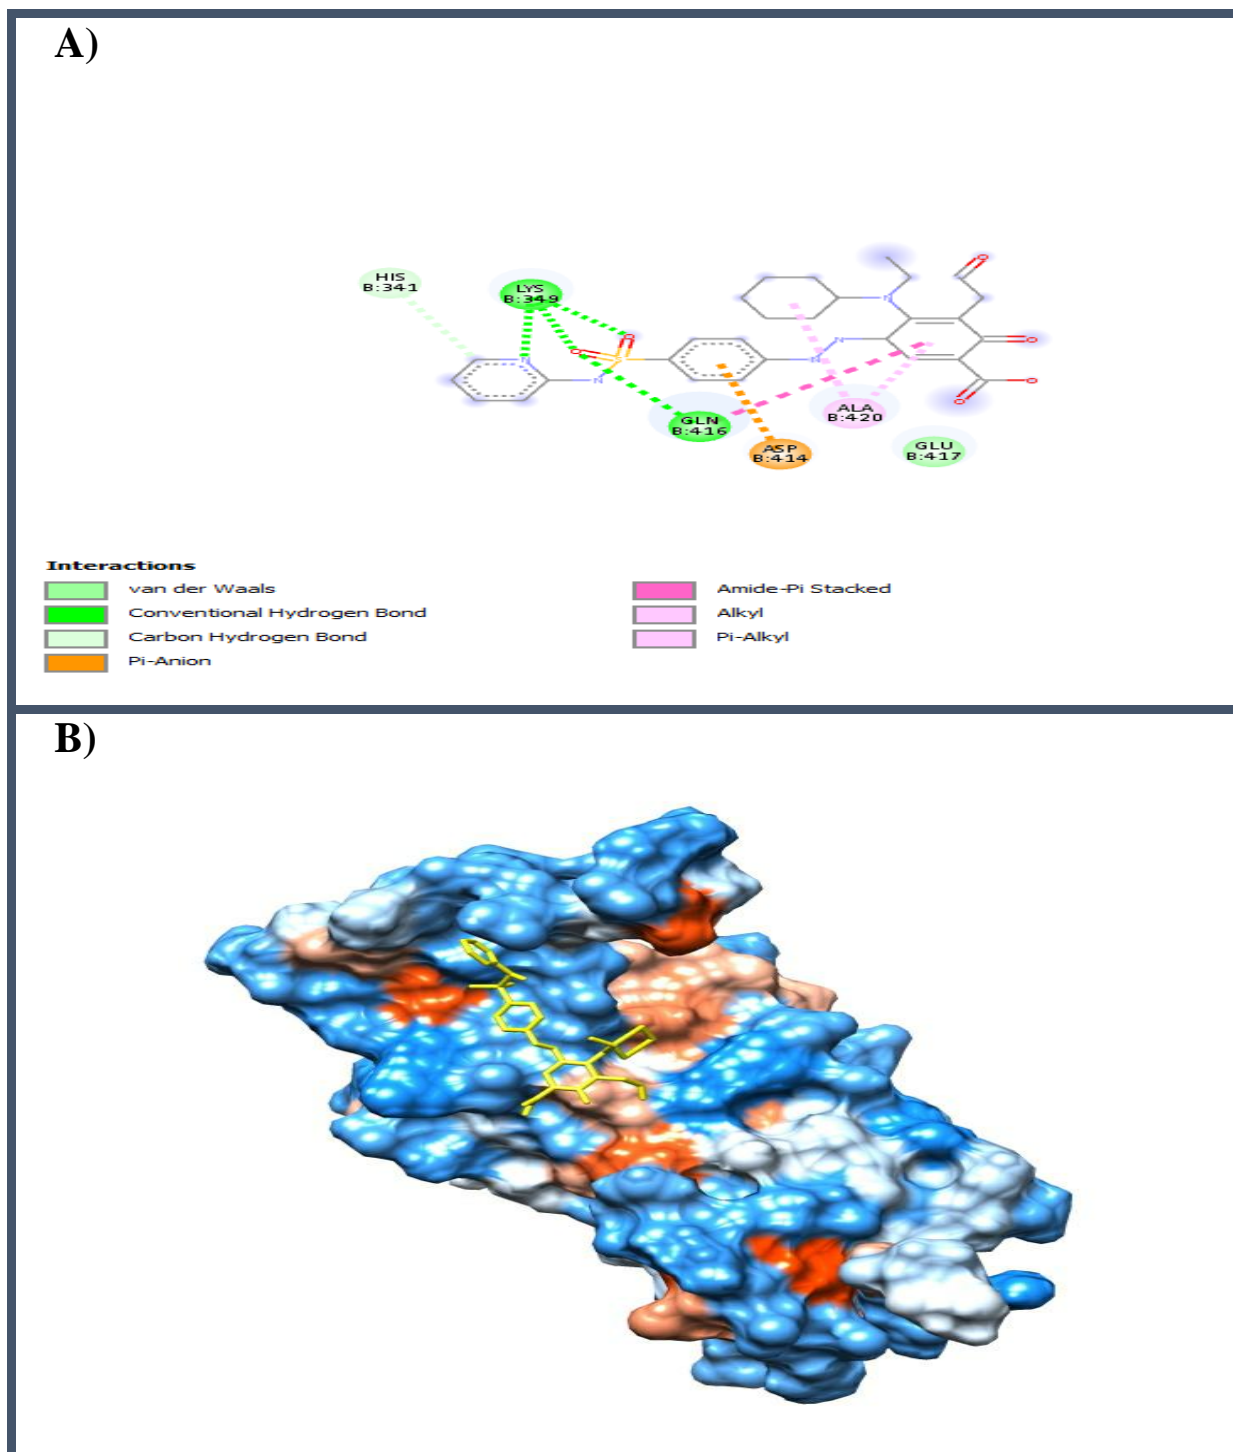 A)
HIS
B:341
LYS
B:349
GLN
B:416
ASP
B:414
ALA
B:420
GLU
B:417
N
N
S
O
O
N
N
N
O
O
O
O
Interactions
van der Waals
Conventional Hydrogen Bond
Carbon Hydrogen Bond
Pi-Anion
Amide-Pi Stacked
Alkyl
Pi-Alkyl
B)